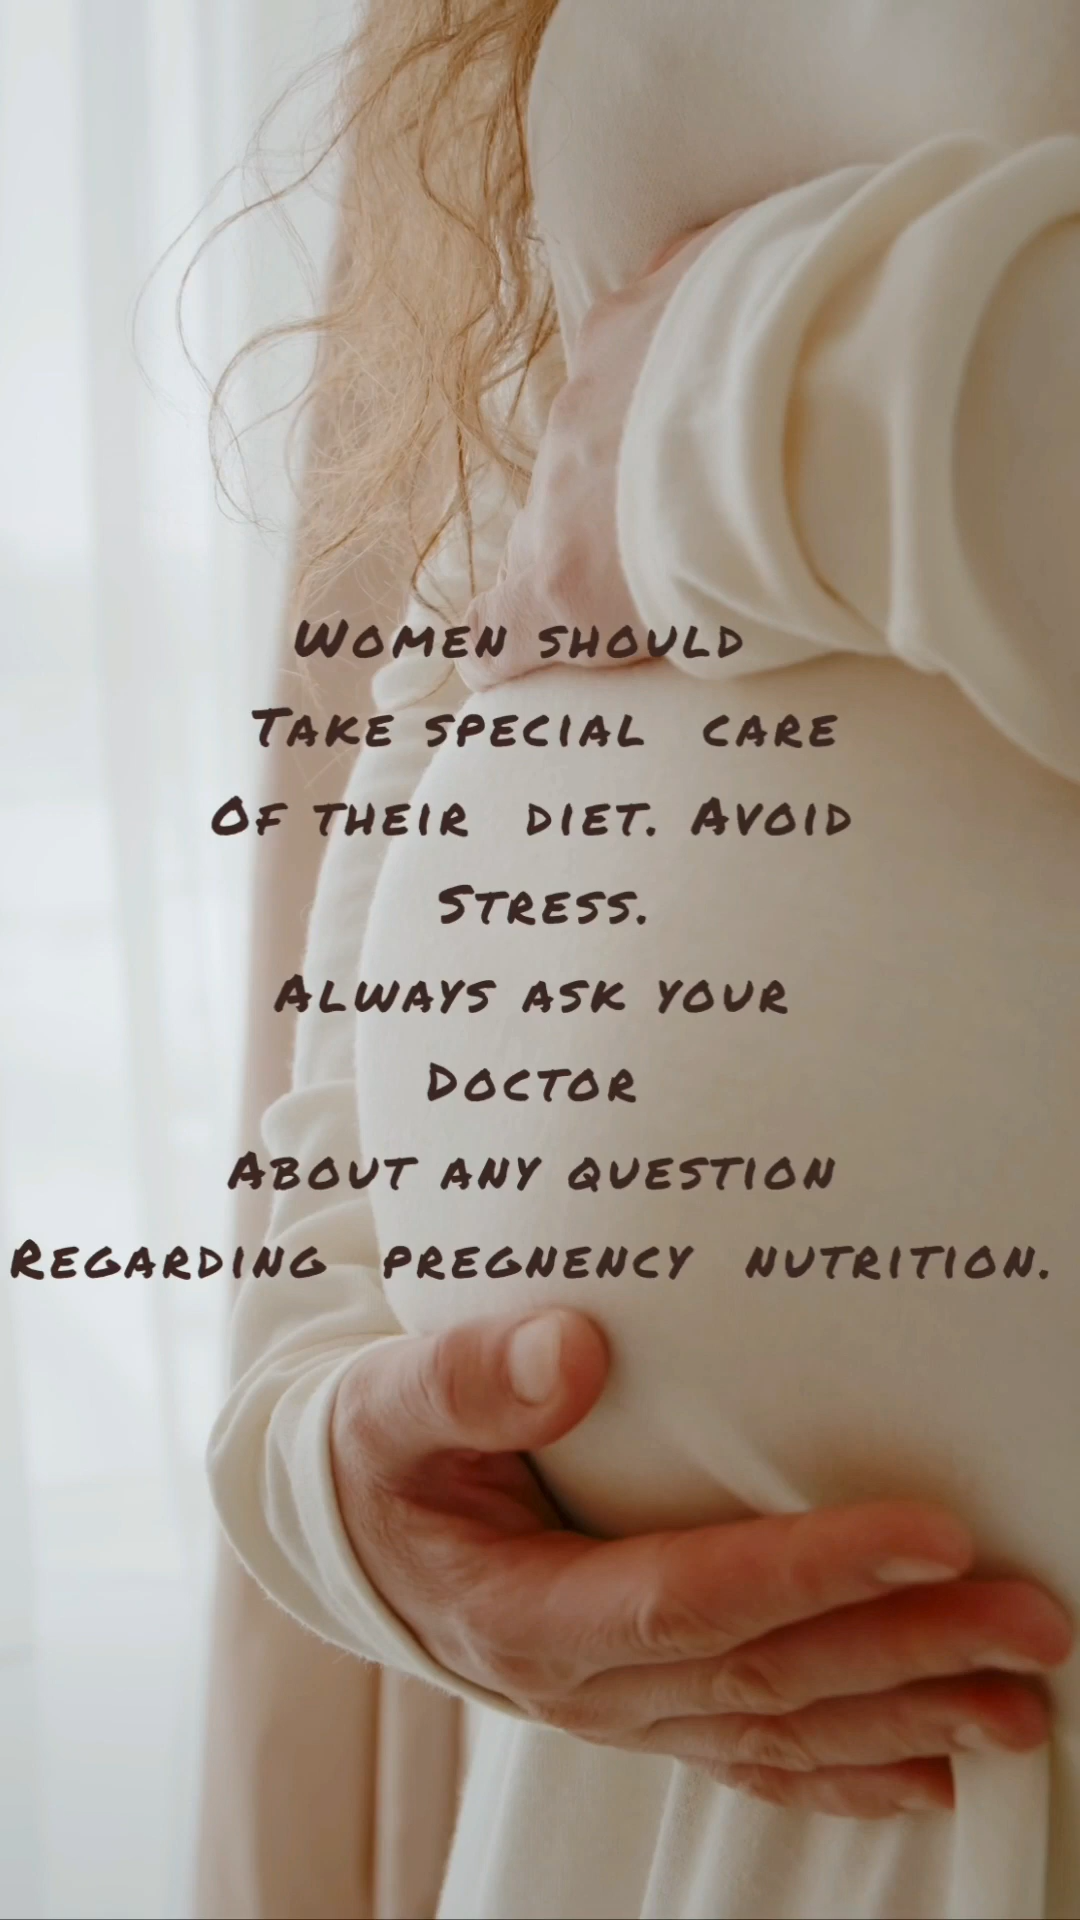 Women should
Take special care
Of their diet. Avoid
Stress.
Always ask your
Doctor
About any question
Regarding pregnency nutrition.